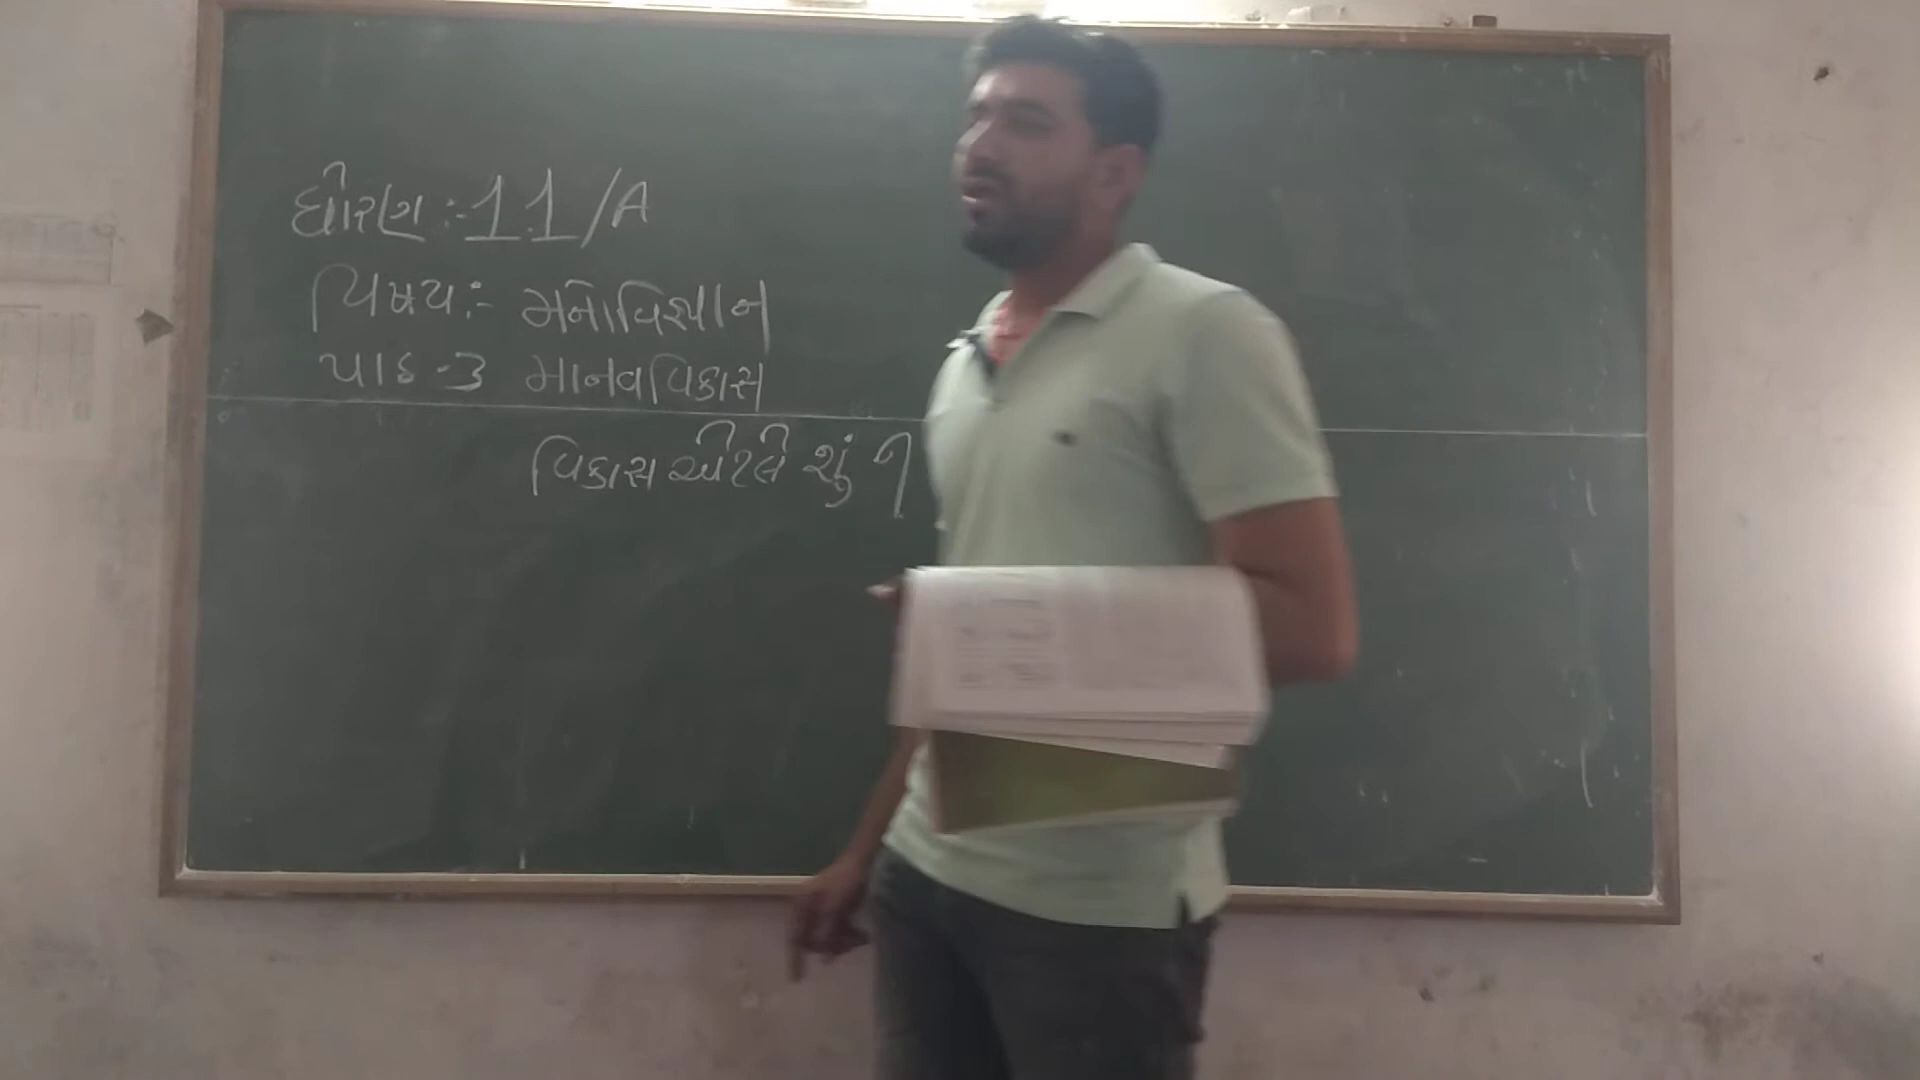 ધોરણ :- 11/A
વિષય :- મનોવિજ્ઞાન
પાઠ - 3 માનવવિકાસ
વિકાસ એટલે શું ?